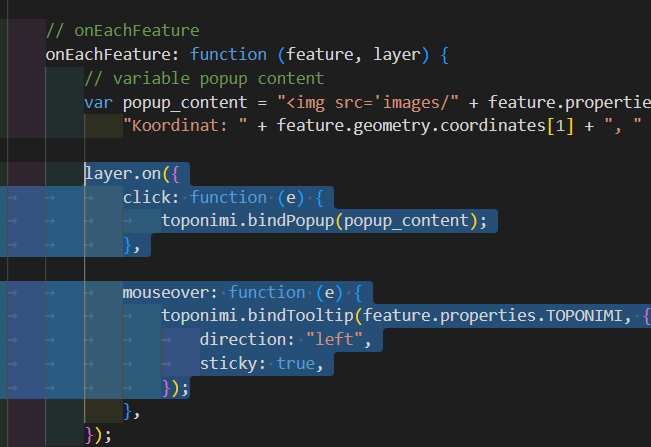 // onEachFeature
onEachFeature: function (feature, layer) {
// variable popup content
var popup_content = "<img src='images/" + feature.propertie
"Koordinat: " + feature.geometry.coordinates[1] + ", "
layer.on({
click: function (e) {
toponimi.bindPopup(popup_content);
},
mouseover: function (e) {
toponimi.bindTooltip(feature.properties.TOPONIMI, {
direction: "left",
sticky: true,
});
},
});